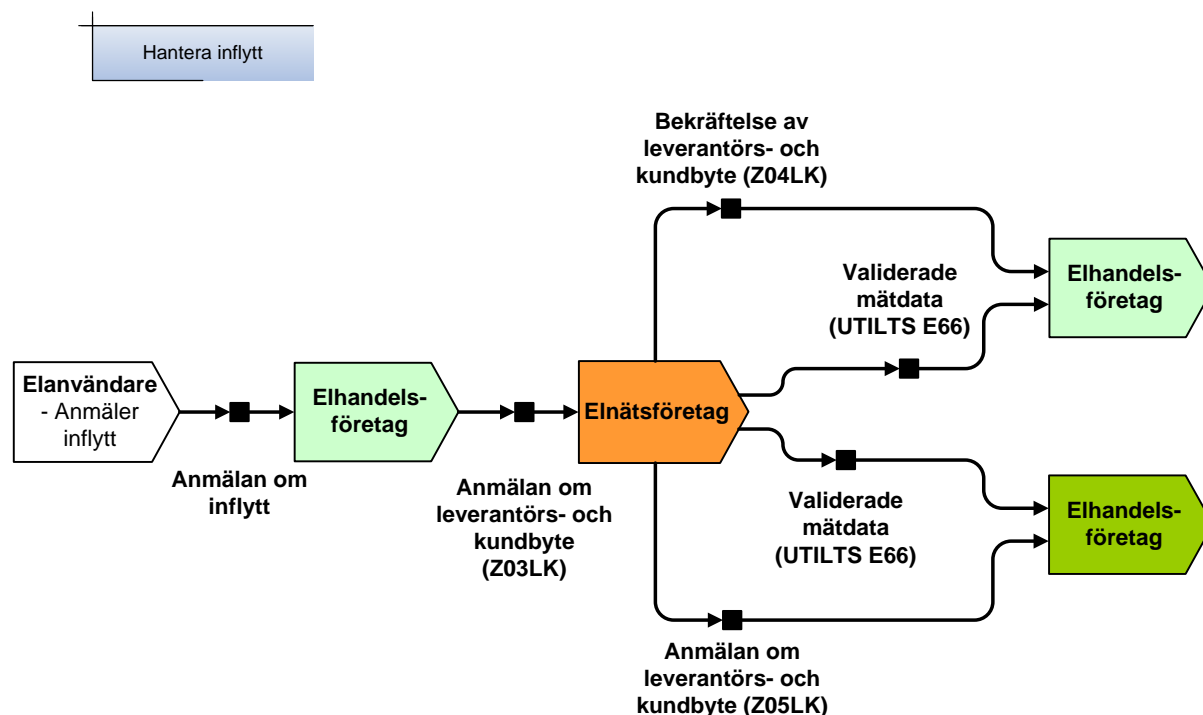 Hantera inflytt
Bekräftelse av
leverantörs- och
kundbyte (Z04LK)
Validerade
mätdata
(UTILTS E66)
Elhandels-
företag
Elanvändare
- Anmäler
inflytt
Anmälan om
inflytt
Elhandels-
företag
Anmälan om
leverantörs- och
kundbyte
(Z03LK)
Elnätsföretag
Validerade
mätdata
(UTILTS E66)
Elhandels-
företag
Anmälan om
leverantörs- och
kundbyte (Z05LK)